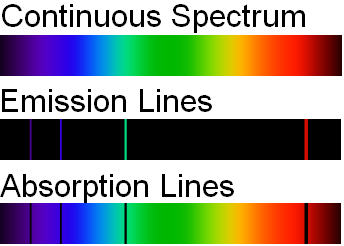 Continuous Spectrum
Emission Lines
Absorption Lines